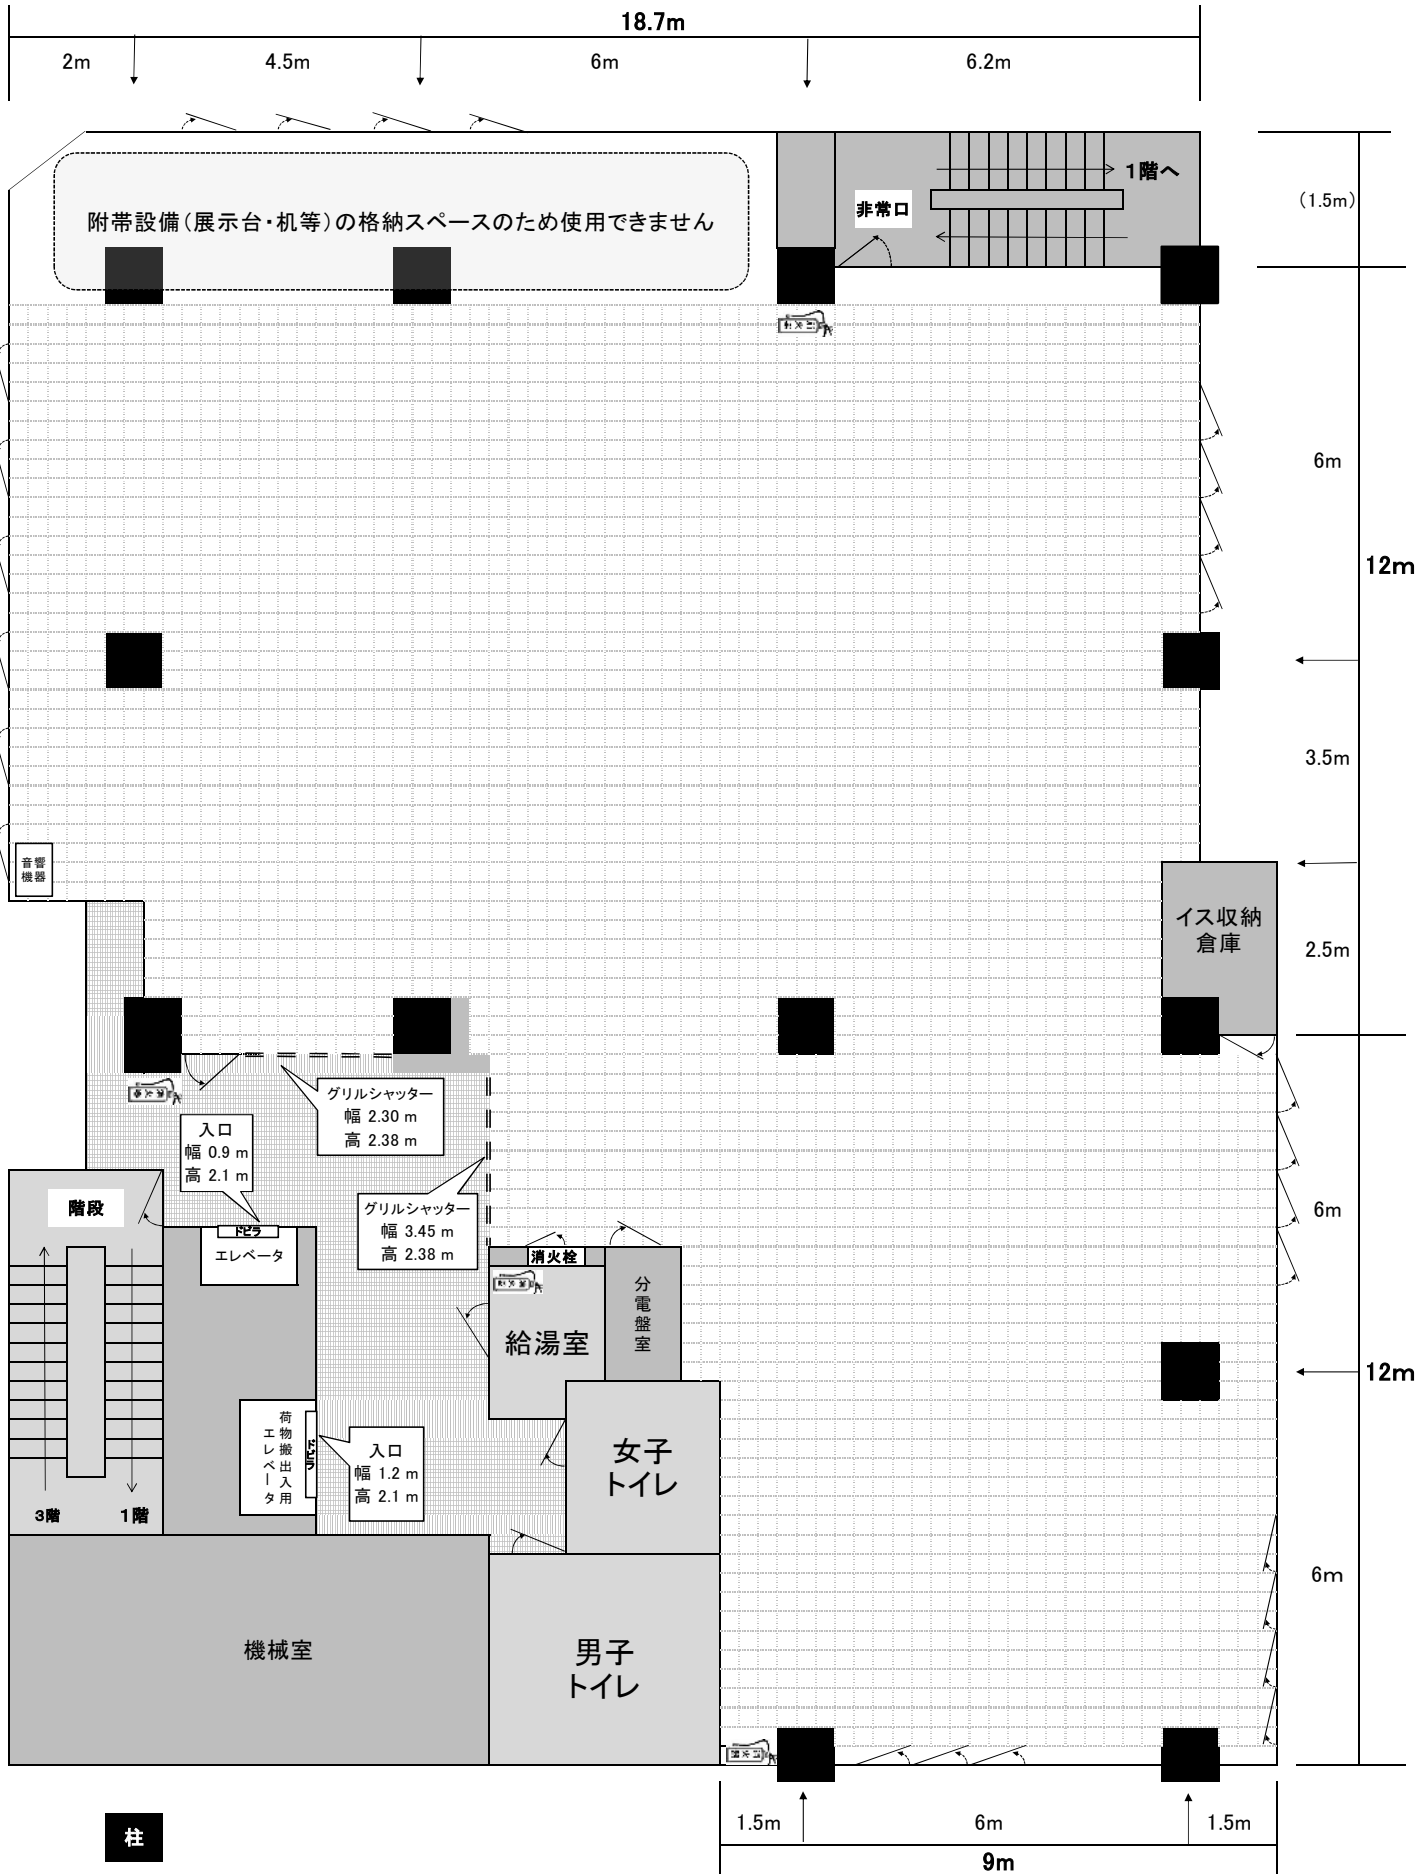 18.7m
2m
4.5m
6m
6.2m
附帯設備(展示台・机等)の格納スペースのため使用できません
1階へ
非常口
(1.5m)
6m
12m
3.5m
音響
機器
イス収納
倉庫
2.5m
グリルシャッター
幅 2.30 m
高 2.38 m
入口
幅 0.9 m
高 2.1 m
グリルシャッター
幅 3.45 m
高 2.38 m
階段
トビラ
エレベータ
消火栓
給湯室
分電盤室
6m
12m
荷物搬出入用
エレベータ
トビラ
入口
幅 1.2 m
高 2.1 m
女子
トイレ
3階
1階
6m
機械室
男子
トイレ
柱
1.5m
6m
1.5m
9m